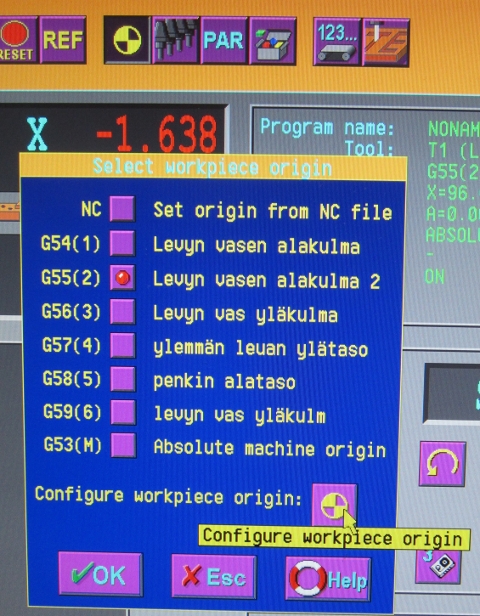 RESET REF PAR 123...
X -1.638
Program name: NONAM
Tool: T1 (L
G55(2
X=96.
A=0.0
ABSOL
-
ON
Select workpiece origin
NC Set origin from NC file
G54(1) Levyn vasen alakulma
G55(2) Levyn vasen alakulma 2
G56(3) Levyn vas yläkulma
G57(4) ylemmän leuan ylätaso
G58(5) penkin alataso
G59(6) levyn vas yläkulm
G53(M) Absolute machine origin
Configure workpiece origin:
Configure workpiece origin
OK Esc Help
3